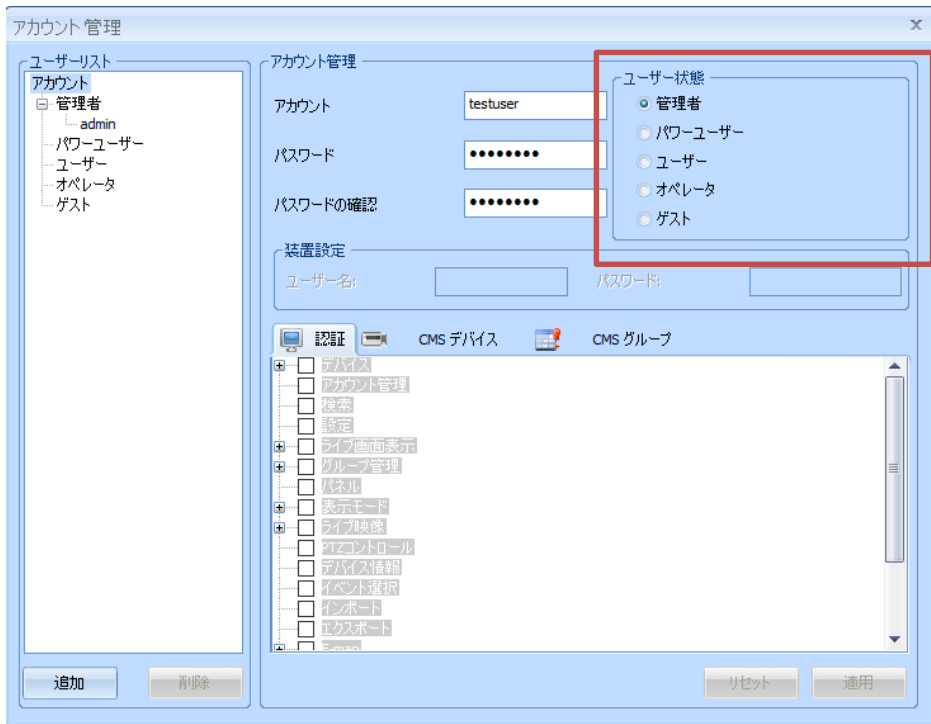 アカウント 管理
x
ユーザーリスト
アカウント
管理者
admin
パワーユーザー
ユーザー
オペレータ
ゲスト
追加
削除
アカウント管理
アカウント
testuser
パスワード
••••••••
パスワードの確認
••••••••
ユーザー状態
管理者
パワーユーザー
ユーザー
オペレータ
ゲスト
装置設定
ユーザー名:
パスワード:
認証
CMS デバイス
CMS グループ
デバイス
アカウント管理
検索
設定
ライブ画面表示
グループ管理
パネル
表示モード
ライブ映像
PTZコントロール
デバイス情報
イベント選択
インポート
エクスポート
E-map
リセット
適用